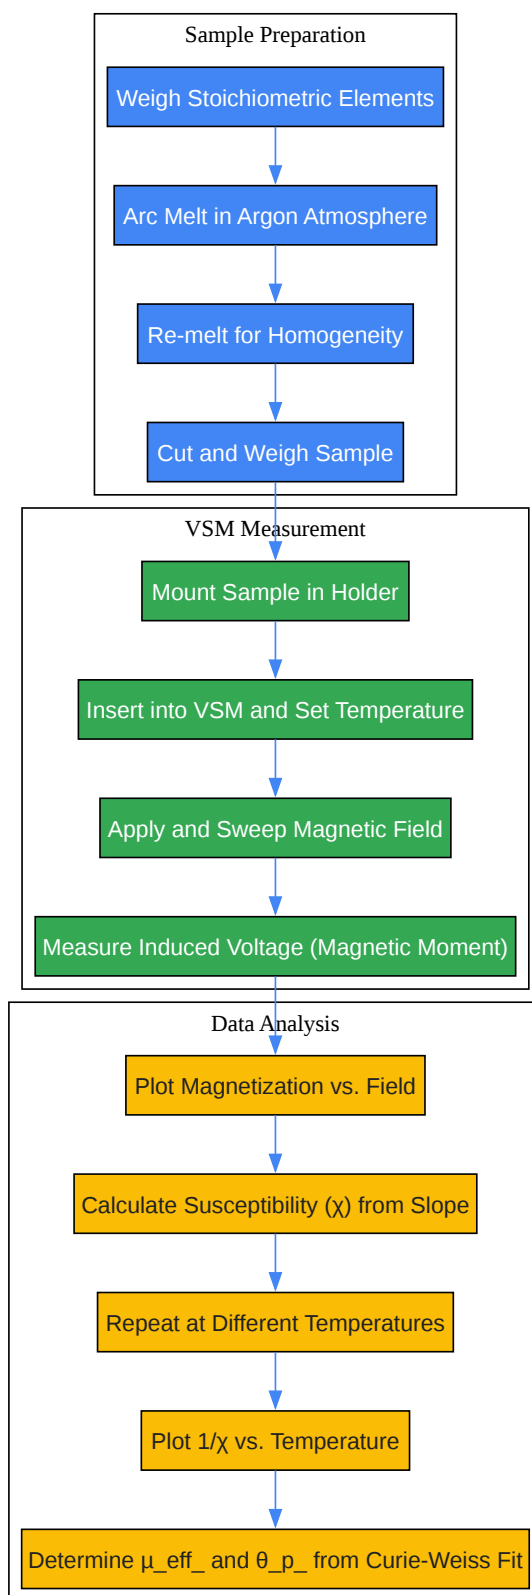 Sample Preparation
Weigh Stoichiometric Elements
Arc Melt in Argon Atmosphere
Re-melt for Homogeneity
Cut and Weigh Sample
VSM Measurement
Mount Sample in Holder
Insert into VSM and Set Temperature
Apply and Sweep Magnetic Field
Measure Induced Voltage (Magnetic Moment)
Data Analysis
Plot Magnetization vs. Field
Calculate Susceptibility (χ) from Slope
Repeat at Different Temperatures
Plot 1/χ vs. Temperature
Determine μ_eff_ and θ_p_ from Curie-Weiss Fit